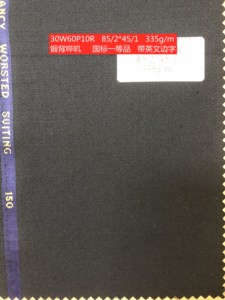 30W60P10R 85/2*45/1 335g/m
缎背哔叽 国标一等品 带英文边字
ANCY WORSTED SUITING 150